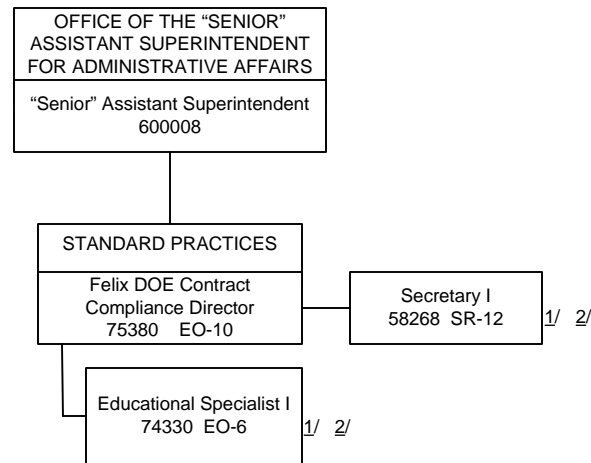 OFFICE OF THE “SENIOR”
ASSISTANT SUPERINTENDENT
FOR ADMINISTRATIVE AFFAIRS
“Senior” Assistant Superintendent
600008
STANDARD PRACTICES
Felix DOE Contract
Compliance Director
75380 EO-10
Secretary I
58268 SR-12
1/ 2/
Educational Specialist I
74330 EO-6
1/ 2/